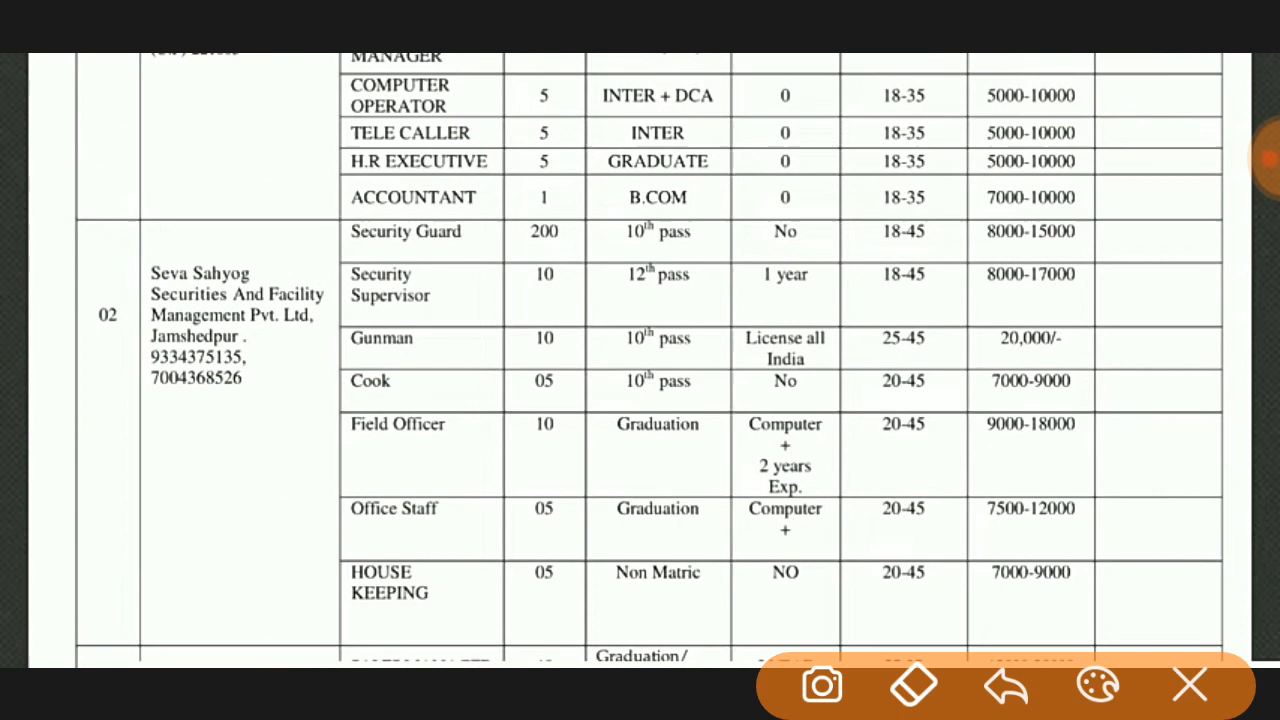 MANAGER
COMPUTER OPERATOR 5 INTER + DCA 0 18-35 5000-10000
TELE CALLER 5 INTER 0 18-35 5000-10000
H.R EXECUTIVE 5 GRADUATE 0 18-35 5000-10000
ACCOUNTANT 1 B.COM 0 18-35 7000-10000
02
Seva Sahyog
Securities And Facility
Management Pvt. Ltd,
Jamshedpur .
9334375135,
7004368526
Security Guard 200 10th pass No 18-45 8000-15000
Security Supervisor 10 12th pass 1 year 18-45 8000-17000
Gunman 10 10th pass License all India 25-45 20,000/-
Cook 05 10th pass No 20-45 7000-9000
Field Officer 10 Graduation Computer + 2 years Exp. 20-45 9000-18000
Office Staff 05 Graduation Computer + 20-45 7500-12000
HOUSE KEEPING 05 Non Matric NO 20-45 7000-9000
Graduation/